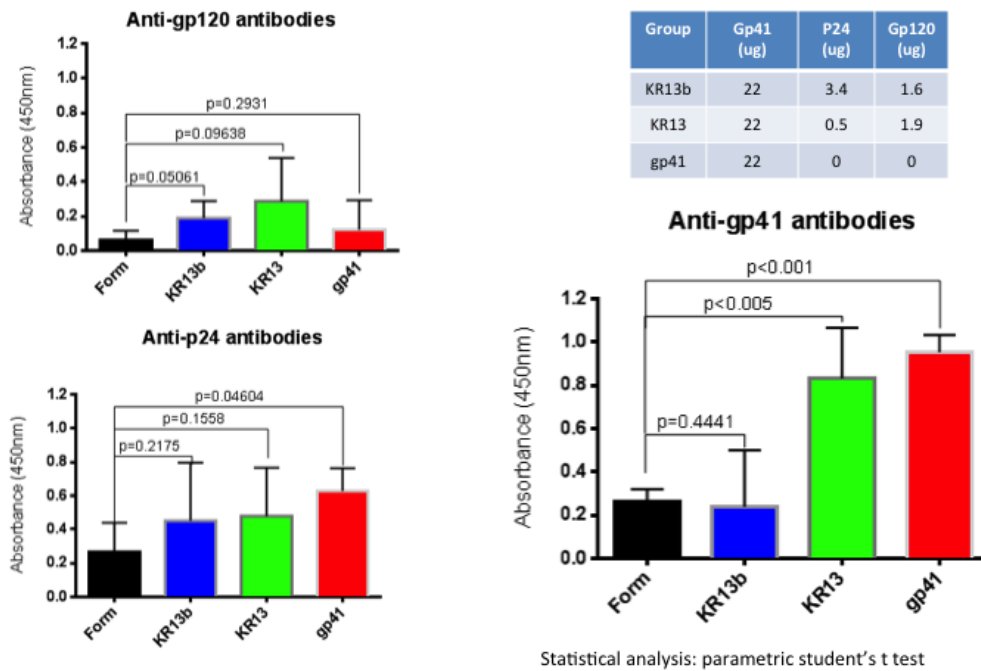 Anti-gp120 antibodies
Absorbance (450nm)
1.2
1.0
0.8
0.6
0.4
0.2
0.0
p=0.2931
p=0.09638
p=0.05061
Form
KR13b
KR13
gp41
Anti-p24 antibodies
Absorbance (450nm)
1.2
1.0
0.8
0.6
0.4
0.2
0.0
p=0.04604
p=0.1558
p=0.2175
Form
KR13b
KR13
gp41
Group Gp41 (ug) P24 (ug) Gp120 (ug)
KR13b 22 3.4 1.6
KR13 22 0.5 1.9
gp41 22 0 0
Anti-gp41 antibodies
Absorbance (450nm)
1.2
1.0
0.8
0.6
0.4
0.2
0.0
p<0.001
p<0.005
p=0.4441
Form
KR13b
KR13
gp41
Statistical analysis: parametric student's t test